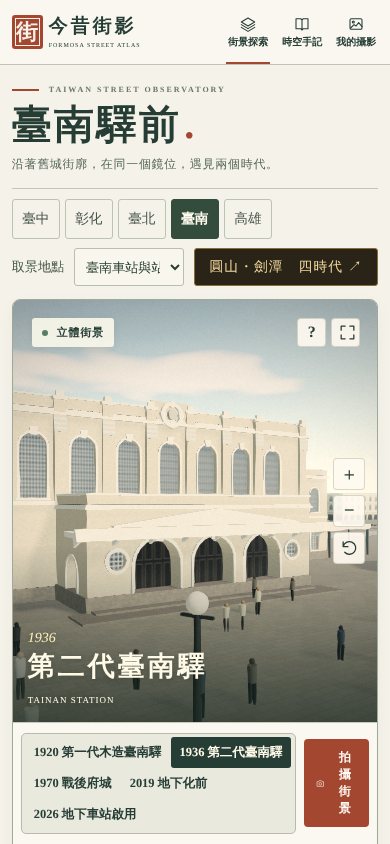 街 今昔街影
FORMOSA STREET ATLAS
街景探索 時空手記 我的攝影
TAIWAN STREET OBSERVATORY
臺南驛前.
沿著舊城街廓，在同一個鏡位，遇見兩個時代。
臺中 彰化 臺北 臺南 高雄
取景地點 臺南車站與站 圓山・劍潭 四時代 ↗
立體街景 ?
+
−
1936
第二代臺南驛
TAINAN STATION
1920 第一代木造臺南驛 1936 第二代臺南驛
1970 戰後府城 2019 地下化前
2026 地下車站啟用
拍攝街景